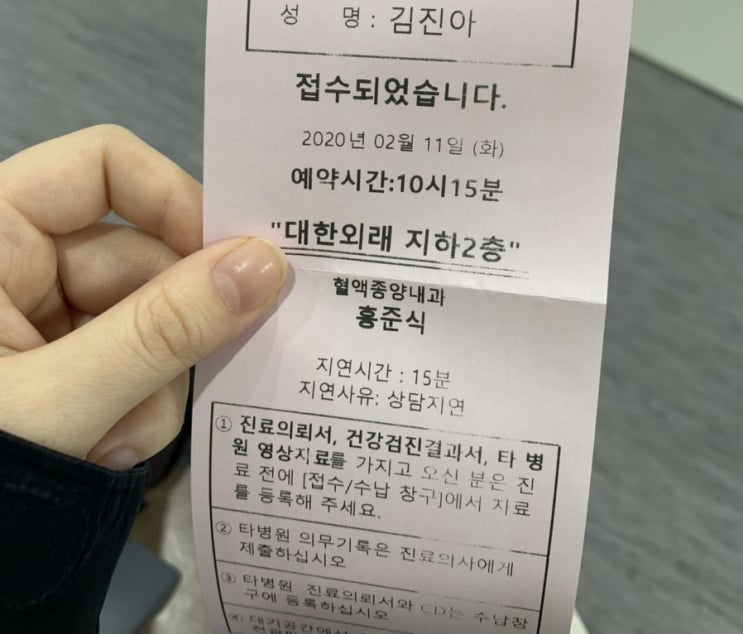 성 명 : 김진아
접수되었습니다.
2020년 02월 11일 (화)
예약시간:10시15분
"대한외래 지하2층"
혈액종양내과
홍준식
지연시간 : 15분
지연사유: 상담지연
① 진료의뢰서, 건강검진결과서, 타 병
원 영상자료를 가지고 오신 분은 진
료 전에 [접수/수납 창구]에서 자료
를 등록해 주세요.
② 타병원 의무기록은 진료의사에게
제출하십시오
③ 타병원 진료의뢰서와 CD는 수납창
구에 등록하십시오
④ 대기공간에서